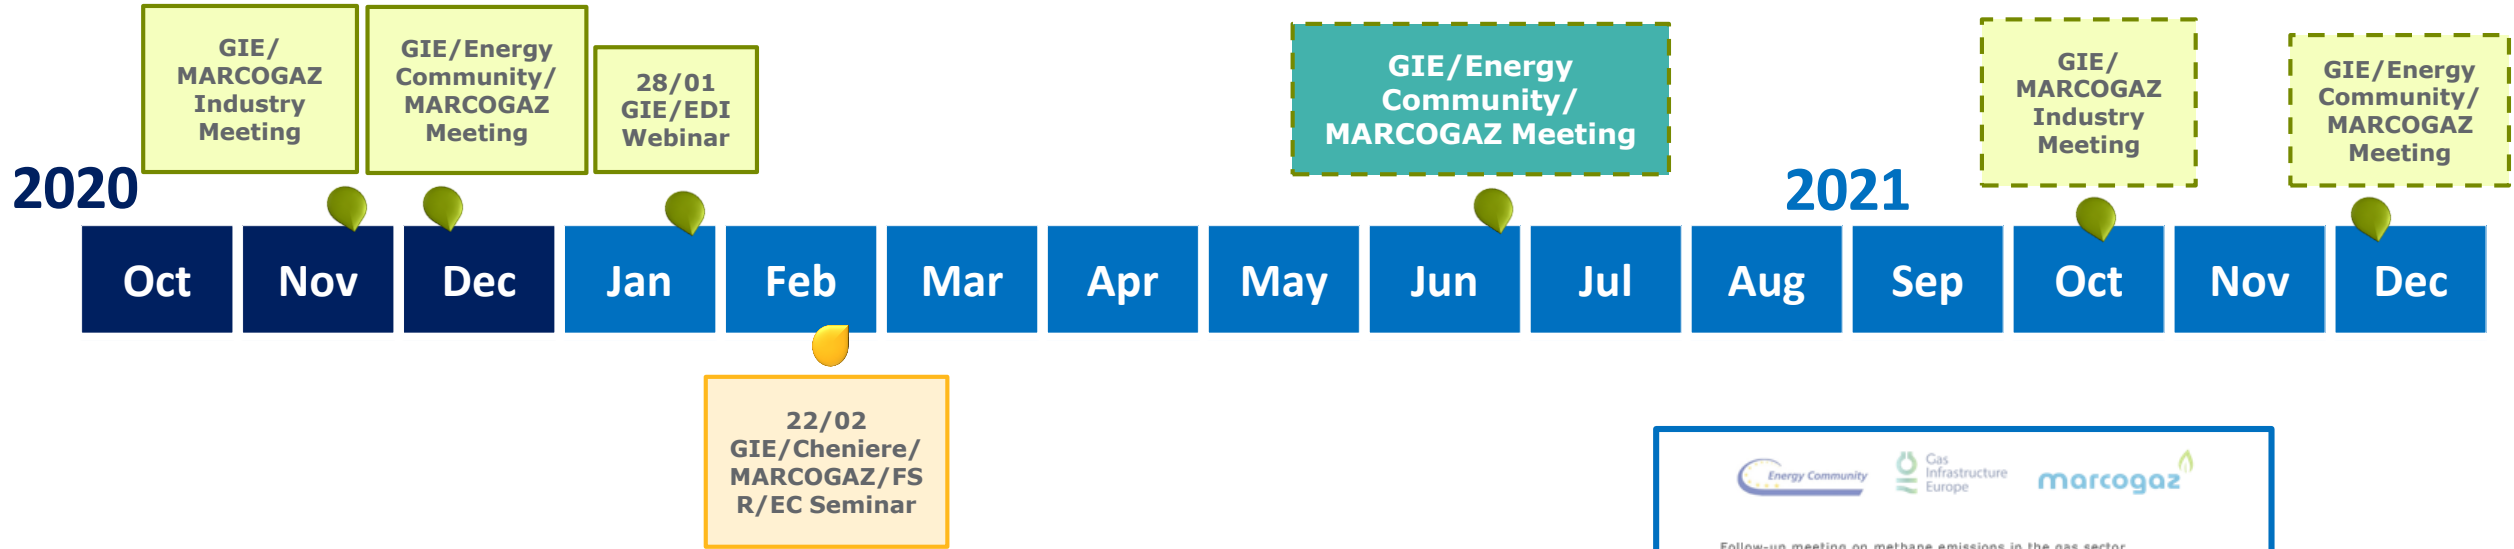 GIE/
MARCOGAZ
Industry
Meeting
GIE/Energy
Community/
MARCOGAZ
Meeting
28/01
GIE/EDI
Webinar
GIE/Energy
Community/
MARCOGAZ Meeting
GIE/
MARCOGAZ
Industry
Meeting
GIE/Energy
Community/
MARCOGAZ
Meeting
2020
2021
Oct
Nov
Dec
Jan
Feb
Mar
Apr
May
Jun
Jul
Aug
Sep
Oct
Nov
Dec
22/02
GIE/Cheniere/
MARCOGAZ/FS
R/EC Seminar
Energy Community
Gas
Infrastructure
Europe
marcogaz
Follow-up meeting on methane emissions in the gas sector